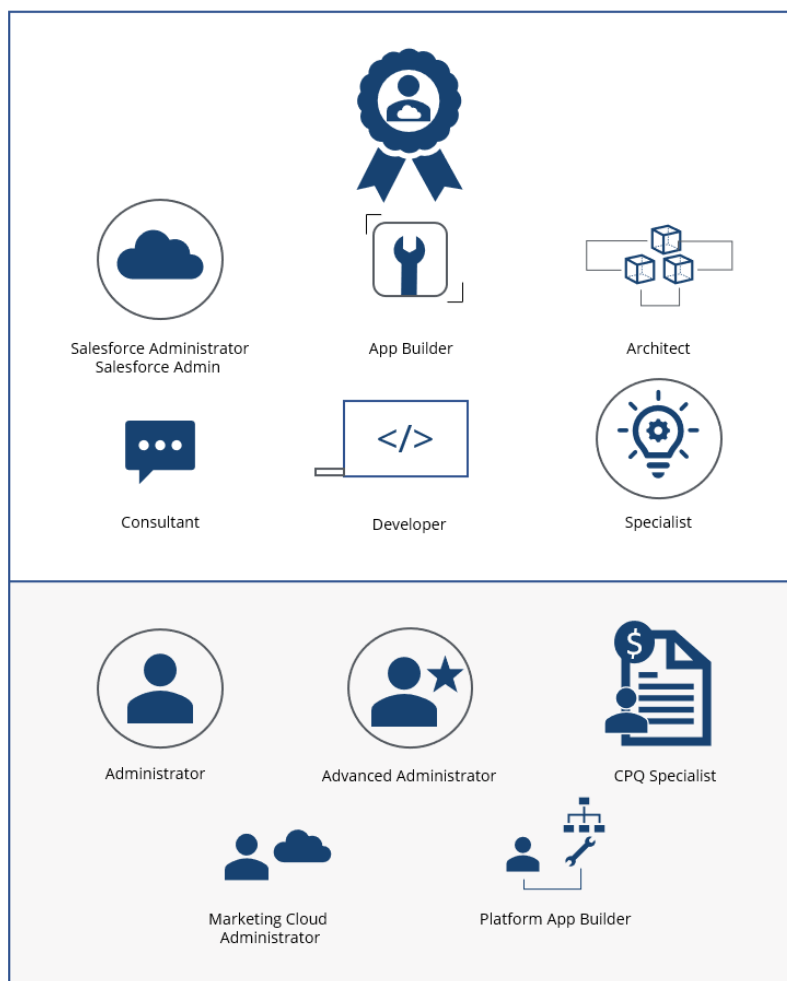 Salesforce Administrator
Salesforce Admin
App Builder
Architect
Consultant
</>
Developer
Specialist
$
Administrator
Advanced Administrator
CPQ Specialist
Marketing Cloud
Administrator
Platform App Builder